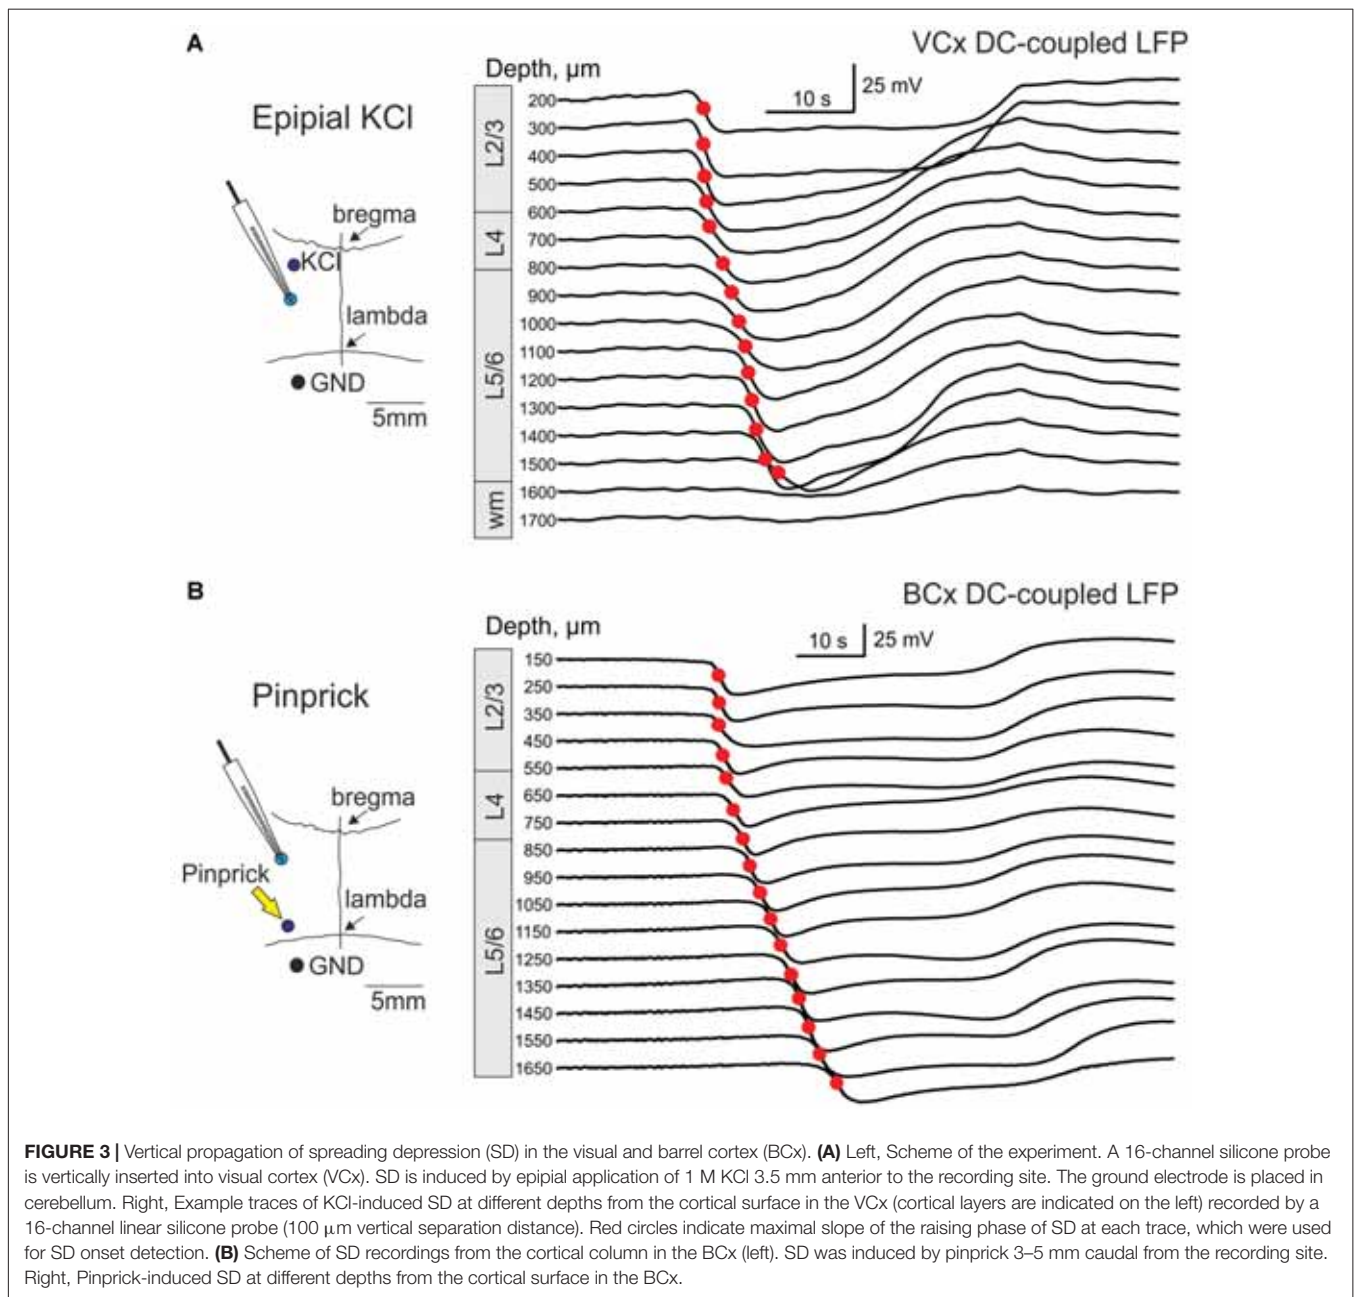 A
VCx DC-coupled LFP
Depth, µm
10 s
25 mV
Epipial KCl
bregma
KCl
lambda
GND
5mm
L2/3
L4
L5/6
wm
200
300
400
500
600
700
800
900
1000
1100
1200
1300
1400
1500
1600
1700
B
BCx DC-coupled LFP
Depth, µm
10 s
25 mV
Pinprick
bregma
Pinprick
lambda
GND
5mm
L2/3
L4
L5/6
150
250
350
450
550
650
750
850
950
1050
1150
1250
1350
1450
1550
1650
FIGURE 3 | Vertical propagation of spreading depression (SD) in the visual and barrel cortex (BCx). (A) Left, Scheme of the experiment. A 16-channel silicone probe
is vertically inserted into visual cortex (VCx). SD is induced by epipial application of 1 M KCl 3.5 mm anterior to the recording site. The ground electrode is placed in
cerebellum. Right, Example traces of KCl-induced SD at different depths from the cortical surface in the VCx (cortical layers are indicated on the left) recorded by a
16-channel linear silicone probe (100 µm vertical separation distance). Red circles indicate maximal slope of the raising phase of SD at each trace, which were used
for SD onset detection. (B) Scheme of SD recordings from the cortical column in the BCx (left). SD was induced by pinprick 3–5 mm caudal from the recording site.
Right, Pinprick-induced SD at different depths from the cortical surface in the BCx.